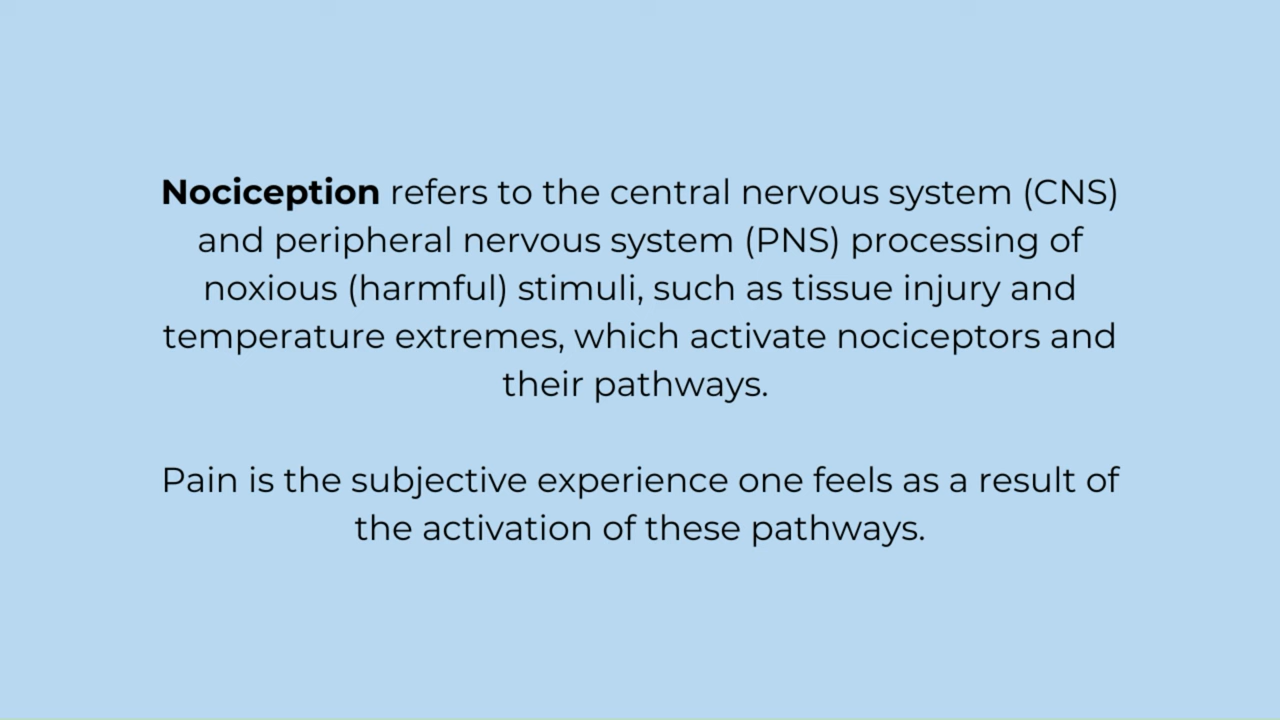 Nociception refers to the central nervous system (CNS)
and peripheral nervous system (PNS) processing of
noxious (harmful) stimuli, such as tissue injury and
temperature extremes, which activate nociceptors and
their pathways.
Pain is the subjective experience one feels as a result of
the activation of these pathways.